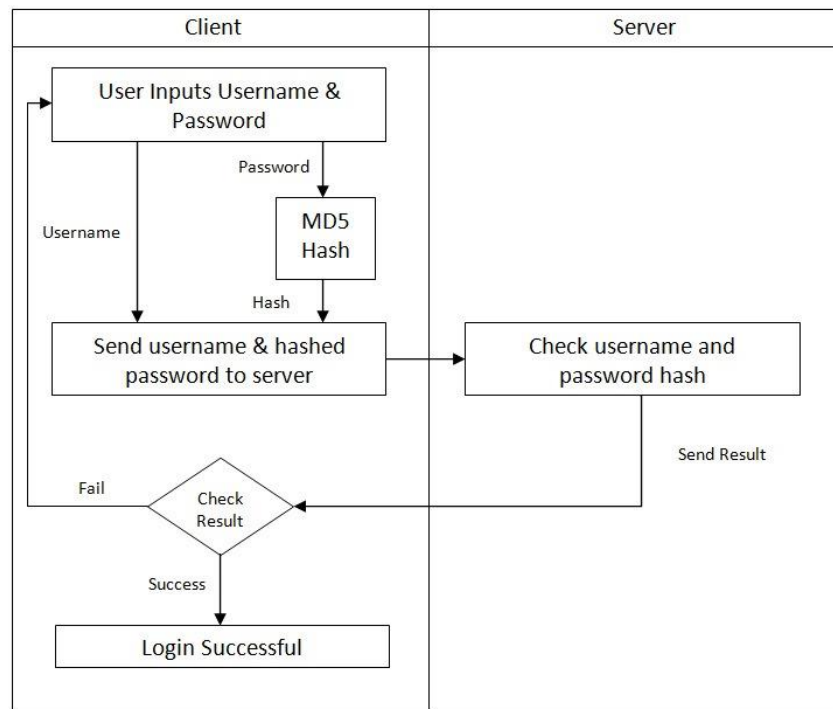 Client
Server
User Inputs Username &
Password
Password
Username
MD5
Hash
Hash
Send username & hashed
password to server
Check username and
password hash
Send Result
Fail
Check
Result
Success
Login Successful